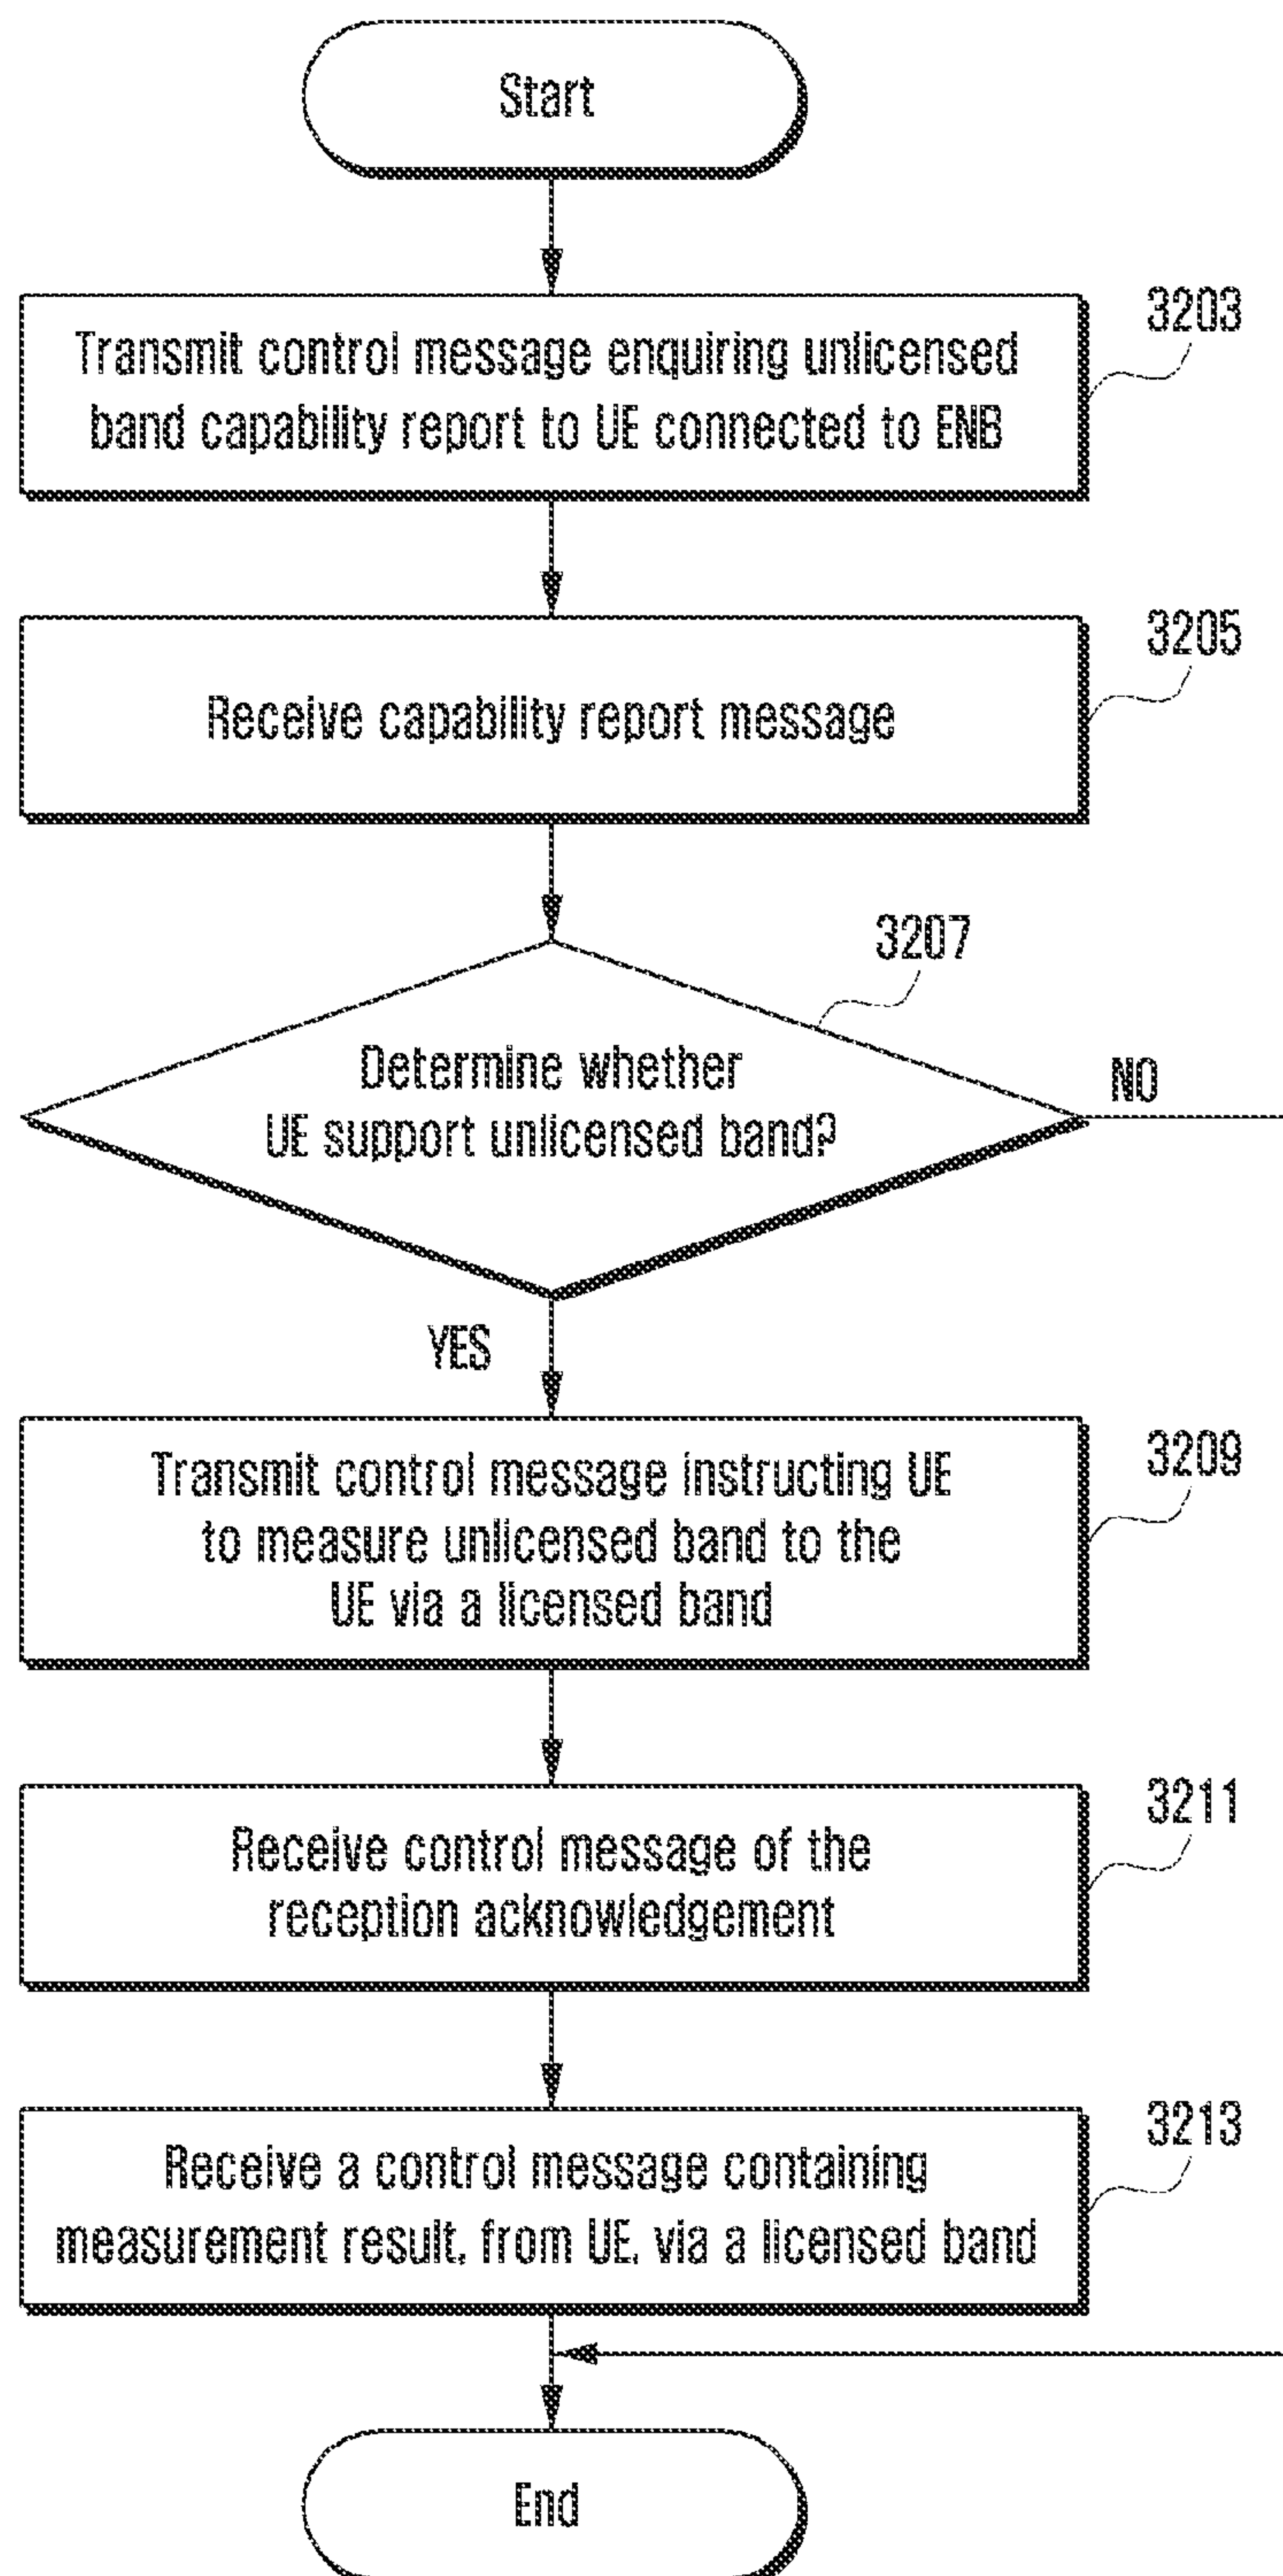 Start
3203
Transmit control message enquiring unlicensed
band capability report to UE connected to ENB
3205
Receive capability report message
3207
Determine whether
UE support unlicensed band?
NO
YES
3209
Transmit control message instructing UE
to measure unlicensed band to the
UE via a licensed band
3211
Receive control message of the
reception acknowledgement
3213
Receive a control message containing
measurement result, from UE, via a licensed band
End